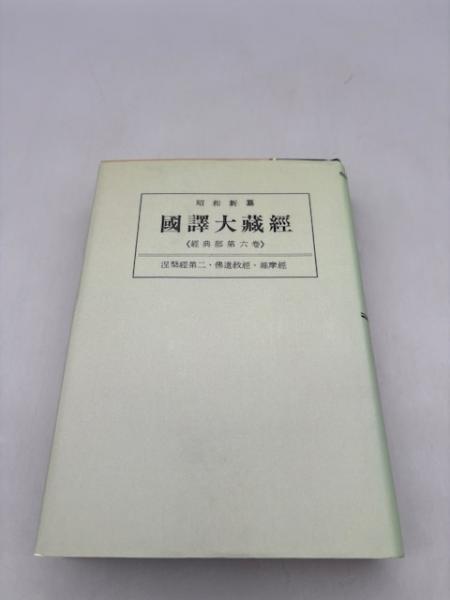 昭和新纂
國譯大藏經
《經典部第六卷》
涅槃經第二・佛遺教經・維摩經